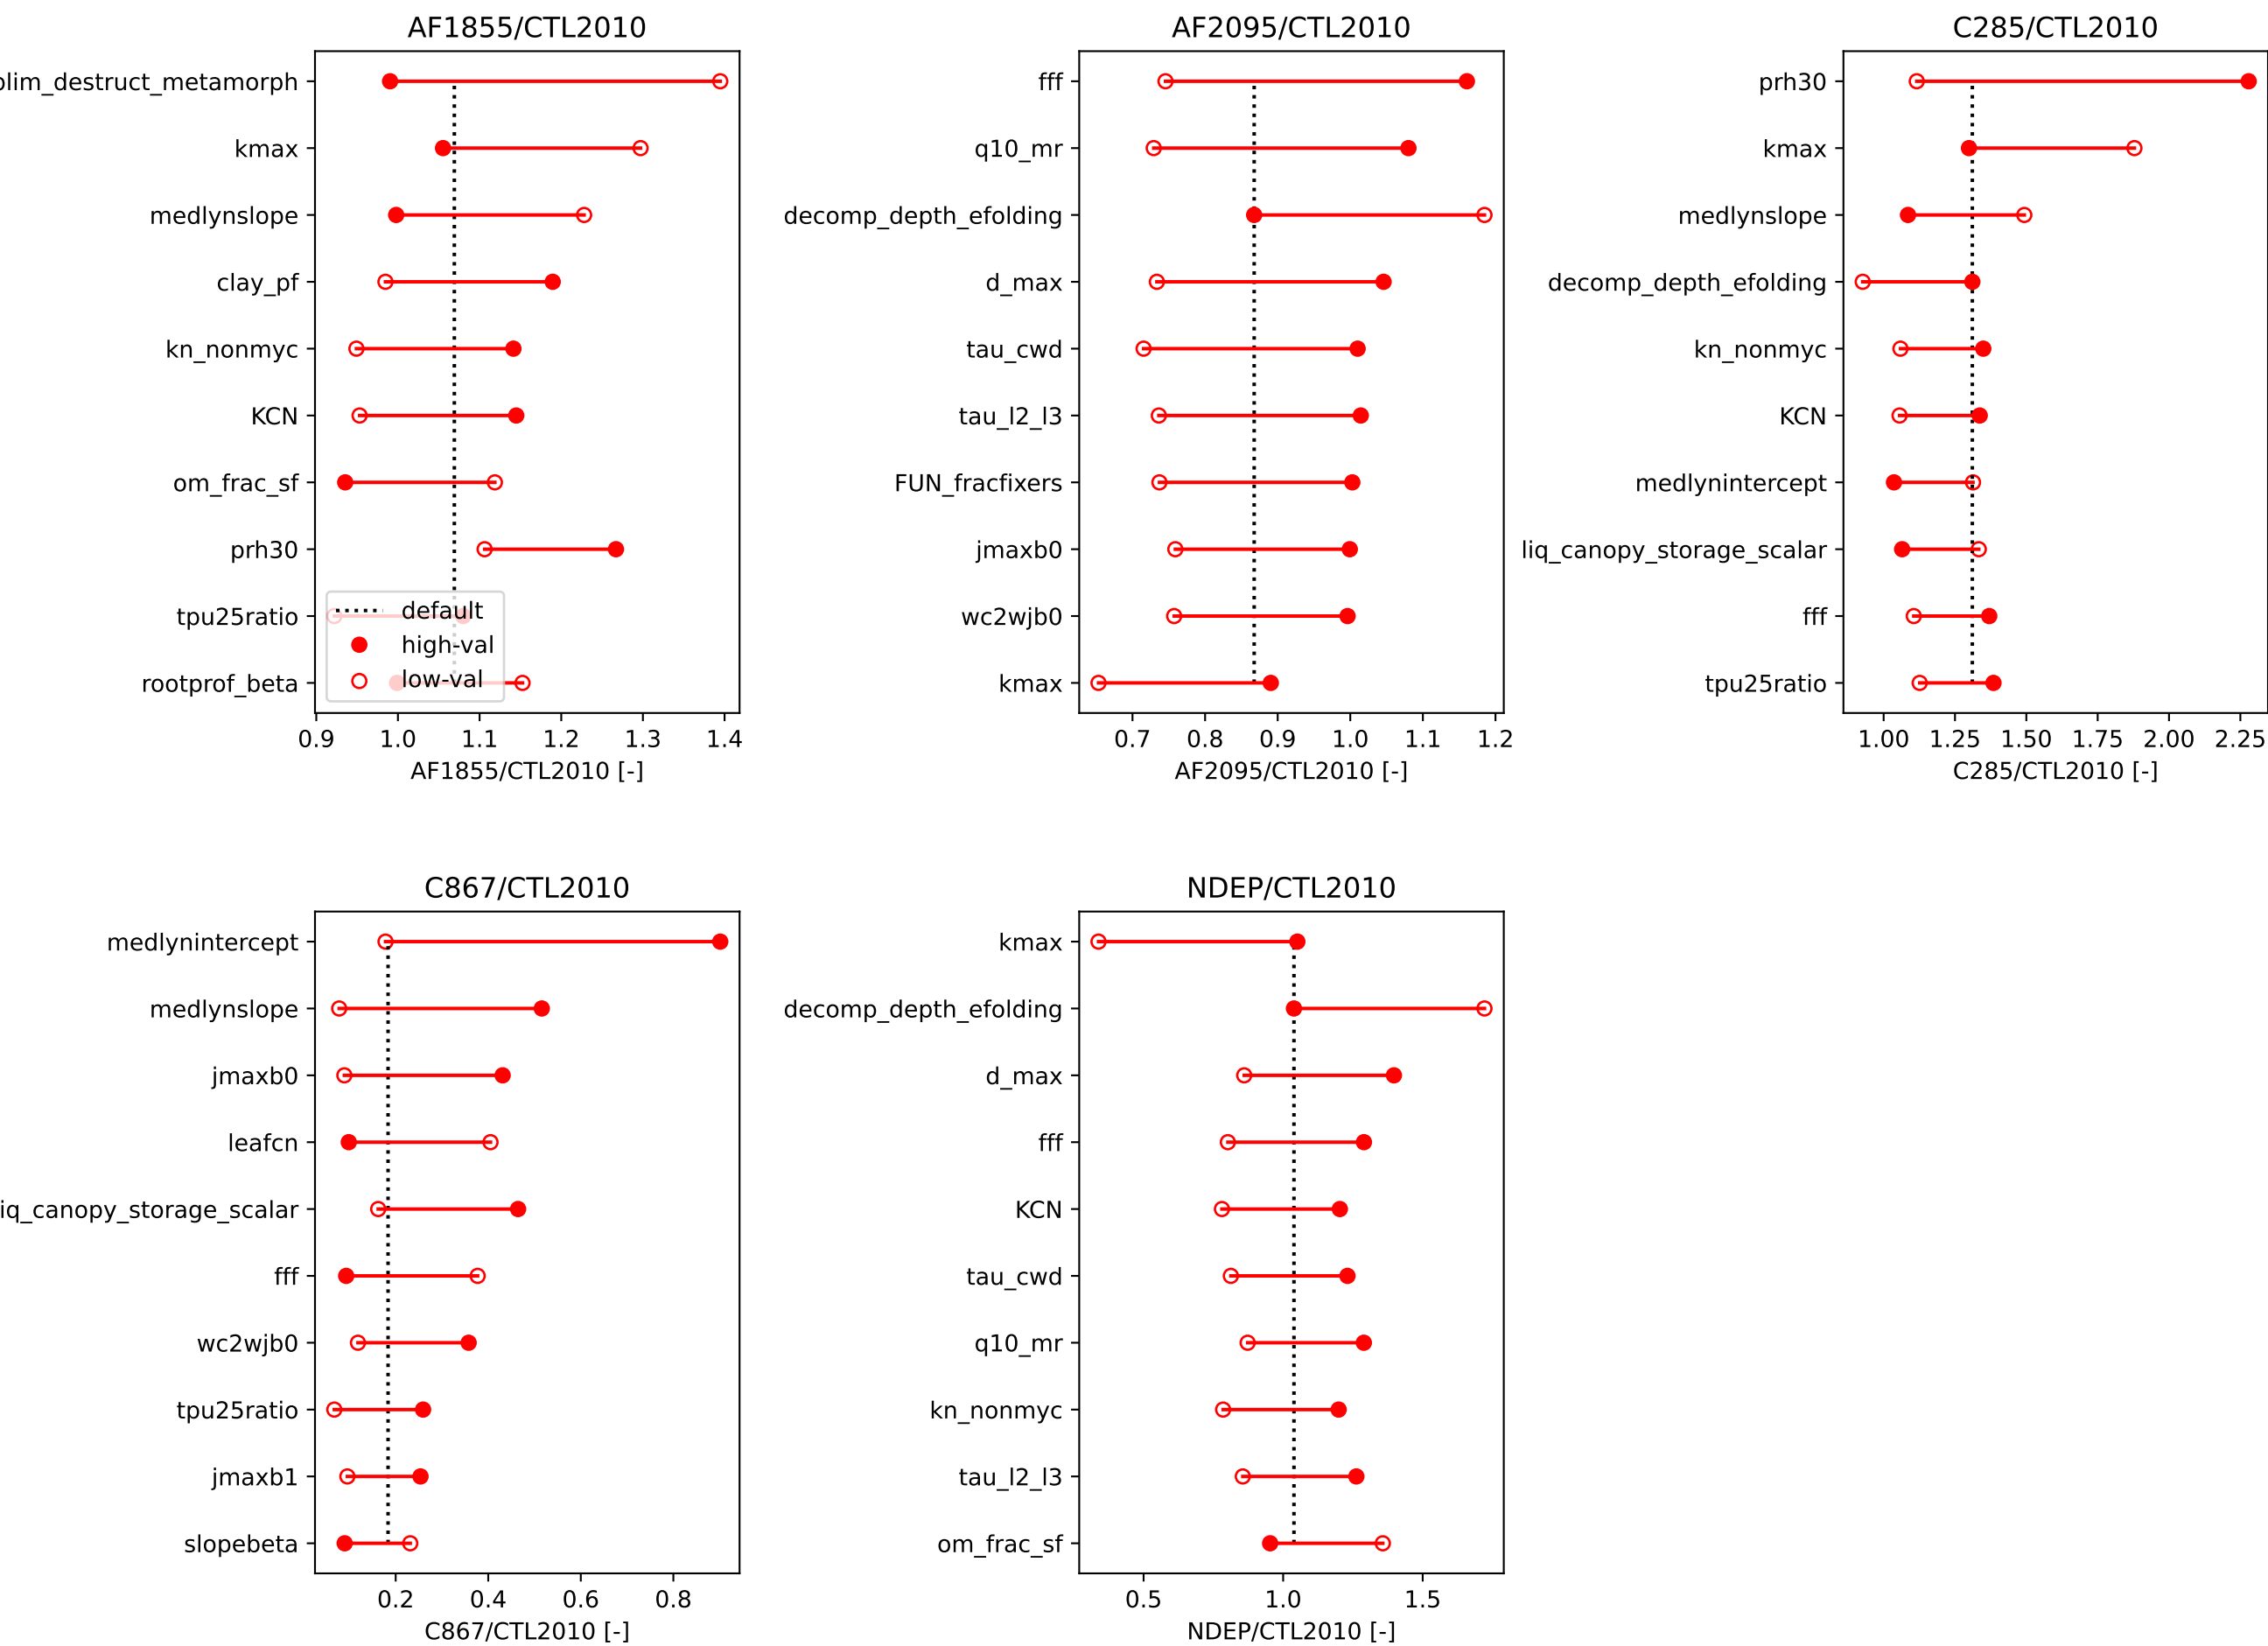 AF1855/CTL2010
lim_destruct_metamorph
kmax
medlynslope
clay_pf
kn_nonmyc
KCN
om_frac_sf
prh30
tpu25ratio
rootprof_beta
default
high-val
low-val
0.9 1.0 1.1 1.2 1.3 1.4
AF1855/CTL2010 [-]
AF2095/CTL2010
fff
q10_mr
decomp_depth_efolding
d_max
tau_cwd
tau_l2_l3
FUN_fracfixers
jmaxb0
wc2wjb0
kmax
0.7 0.8 0.9 1.0 1.1 1.2
AF2095/CTL2010 [-]
C285/CTL2010
prh30
kmax
medlynslope
decomp_depth_efolding
kn_nonmyc
KCN
medlynintercept
liq_canopy_storage_scalar
fff
tpu25ratio
1.00 1.25 1.50 1.75 2.00 2.25
C285/CTL2010 [-]
C867/CTL2010
medlynintercept
medlynslope
jmaxb0
leafcn
iq_canopy_storage_scalar
fff
wc2wjb0
tpu25ratio
jmaxb1
slopebeta
0.2 0.4 0.6 0.8
C867/CTL2010 [-]
NDEP/CTL2010
kmax
decomp_depth_efolding
d_max
fff
KCN
tau_cwd
q10_mr
kn_nonmyc
tau_l2_l3
om_frac_sf
0.5 1.0 1.5
NDEP/CTL2010 [-]